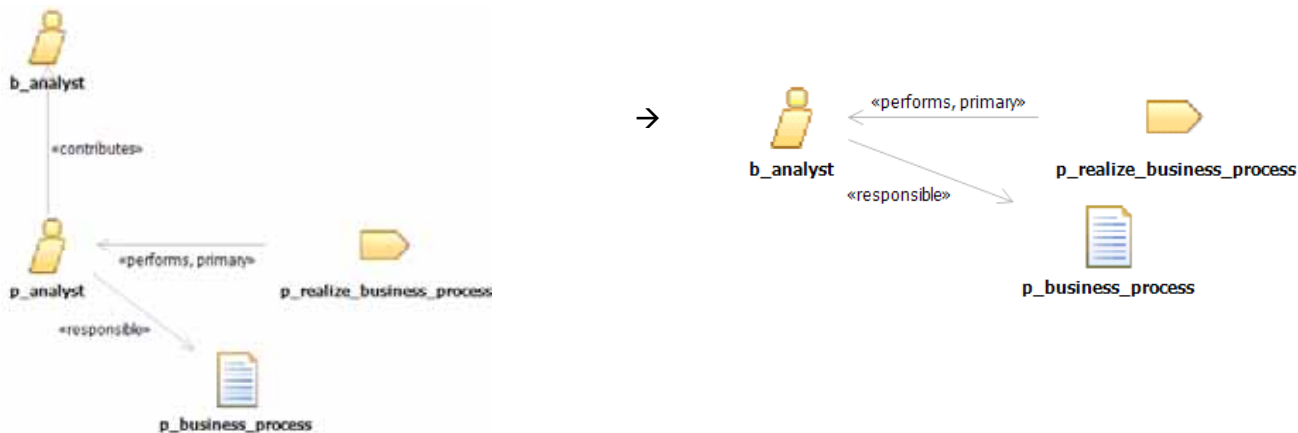 b_analyst
«contributes»
p_analyst
«performs, primary»
p_realize_business_process
«responsible»
p_business_process
→
«performs, primary»
b_analyst
p_realize_business_process
«responsible»
p_business_process